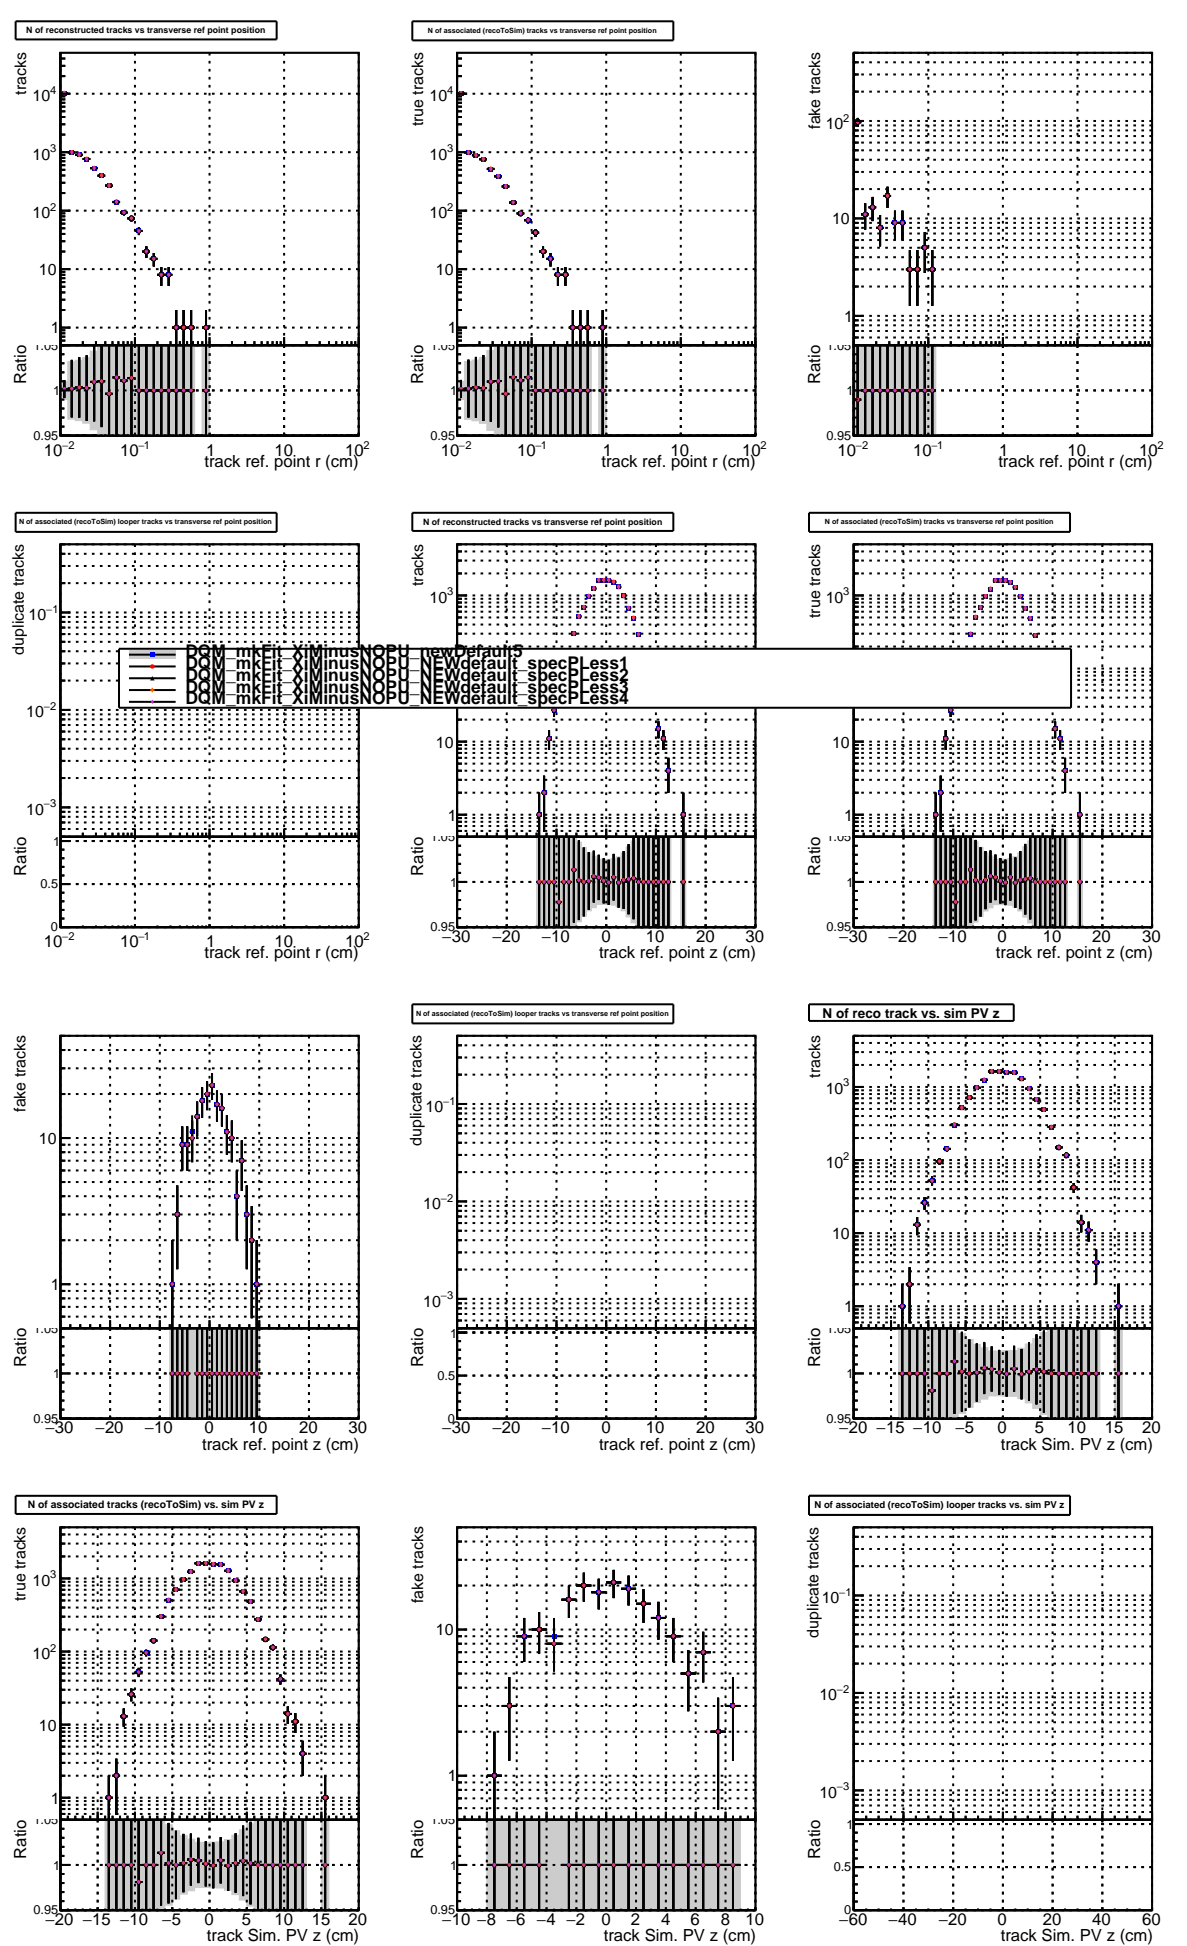 N of reconstructed tracks vs transverse ref point position
N of associated (recoToSim) tracks vs transverse ref point position
tracks
10^4
10^3
10^2
10
1
Ratio
1.05
1
0.95
10^−2 10^−1 1 10 10^2
track ref. point r (cm)
true tracks
10^4
10^3
10^2
10
1
Ratio
1.05
1
0.95
10^−2 10^−1 1 10 10^2
track ref. point r (cm)
fake tracks
10^2
10
1
Ratio
1.05
1
0.95
10^−2 10^−1 1 10 10^2
track ref. point r (cm)
N of associated (recoToSim) looper tracks vs transverse ref point position
N of reconstructed tracks vs transverse ref point position
N of associated (recoToSim) tracks vs transverse ref point position
duplicate tracks
10^−1
10^−2
10^−3
Ratio
1
0.5
0
10^−2 10^−1 1 10 10^2
track ref. point r (cm)
tracks
10^3
10
1
Ratio
1.05
1
0.95
−30 −20 −10 0 10 20 30
track ref. point z (cm)
true tracks
10^3
10
1
Ratio
1.05
1
0.95
−30 −20 −10 0 10 20 30
track ref. point z (cm)
DQM_mkFit_XiMinusNOPU_newDefault5
DQM_mkFit_XiMinusNOPU_NEWdefault_specPLess1
DQM_mkFit_XiMinusNOPU_NEWdefault_specPLess2
DQM_mkFit_XiMinusNOPU_NEWdefault_specPLess3
DQM_mkFit_XiMinusNOPU_NEWdefault_specPLess4
N of associated (recoToSim) looper tracks vs transverse ref point position
N of reco track vs. sim PV z
fake tracks
10
1
Ratio
1.05
1
0.95
−30 −20 −10 0 10 20 30
track ref. point z (cm)
duplicate tracks
10^−1
10^−2
10^−3
Ratio
1
0.5
0
−30 −20 −10 0 10 20 30
track ref. point z (cm)
tracks
10^3
10^2
10
1
Ratio
1.05
1
0.95
−20 −15 −10 −5 0 5 10 15 20
track Sim. PV z (cm)
N of associated tracks (recoToSim) vs. sim PV z
N of associated (recoToSim) looper tracks vs. sim PV z
true tracks
10^3
10^2
10
1
Ratio
1.05
1
0.95
−20 −15 −10 −5 0 5 10 15 20
track Sim. PV z (cm)
fake tracks
10
1
Ratio
1.05
1
0.95
−10 −8 −6 −4 −2 0 2 4 6 8 10
track Sim. PV z (cm)
duplicate tracks
10^−1
10^−2
10^−3
Ratio
1
0.5
0
−60 −40 −20 0 20 40 60
track Sim. PV z (cm)